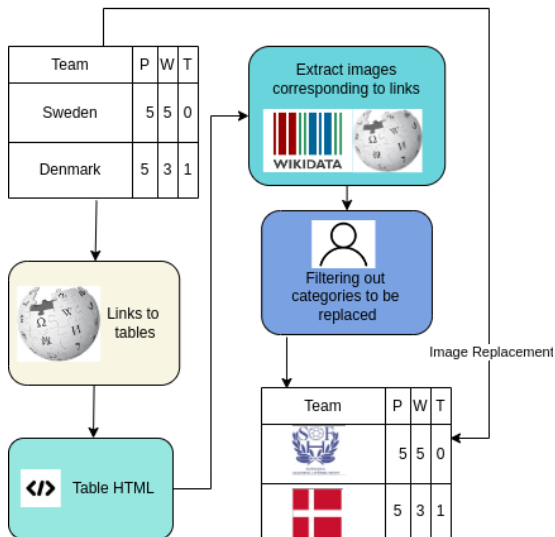 Team P W T
Sweden 5 5 0
Denmark 5 3 1
Links to
tables
</> Table HTML
Extract images
corresponding to links
WIKIDATA
Filtering out
categories to be
replaced
Image Replacement
Team P W T
5 5 0
5 3 1